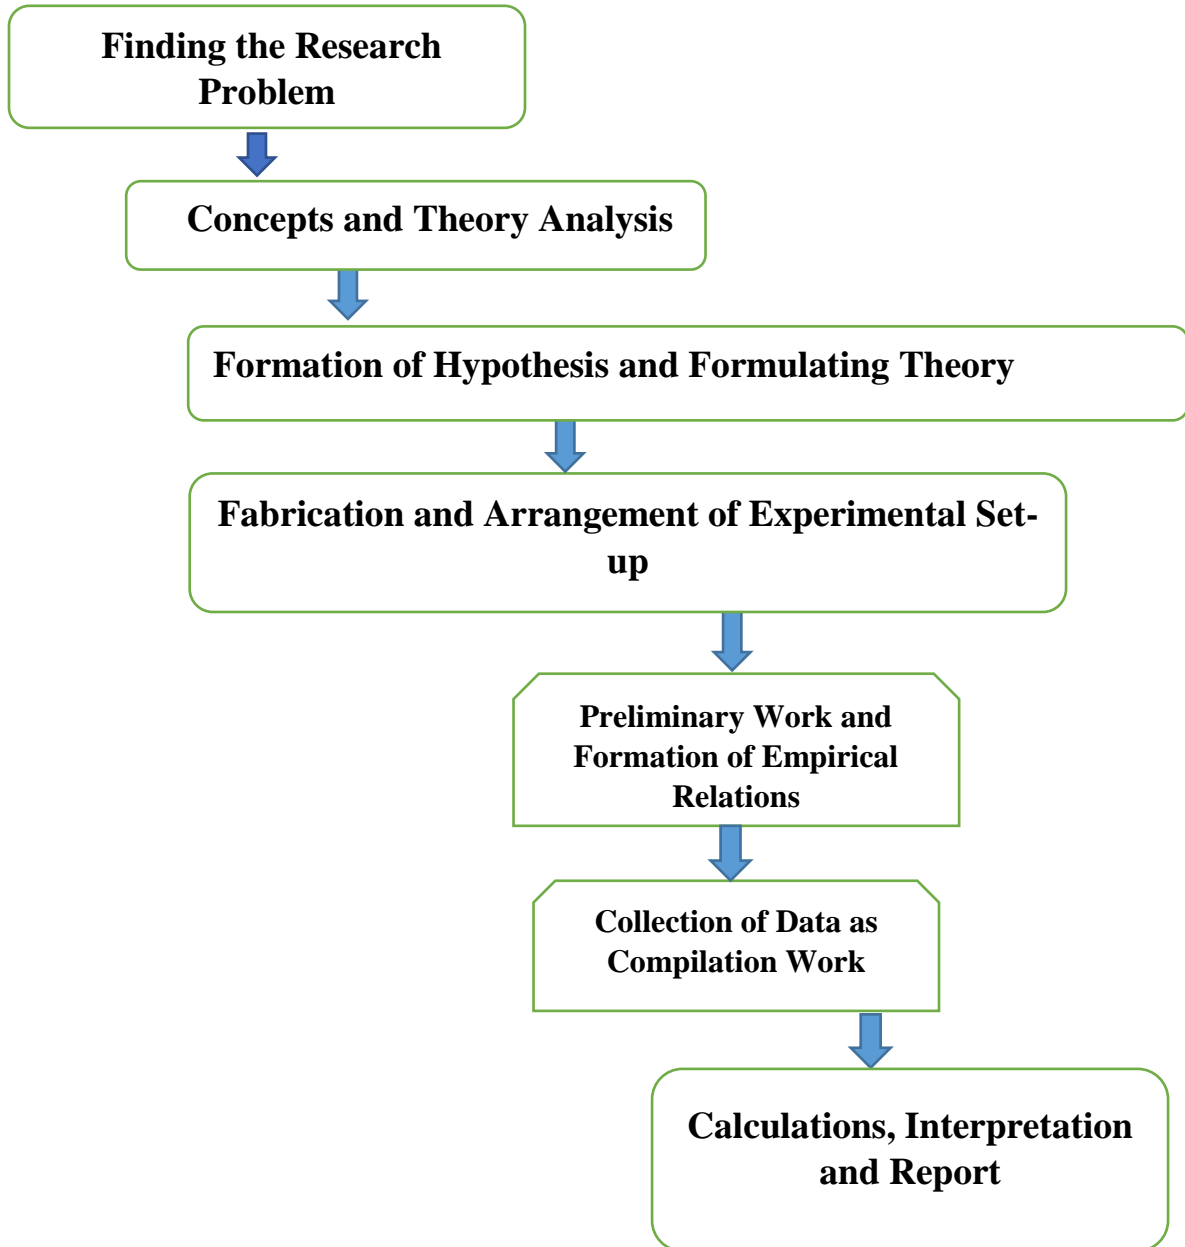 Finding the Research
Problem
Concepts and Theory Analysis
Formation of Hypothesis and Formulating Theory
Fabrication and Arrangement of Experimental Set-
up
Preliminary Work and
Formation of Empirical
Relations
Collection of Data as
Compilation Work
Calculations, Interpretation
and Report